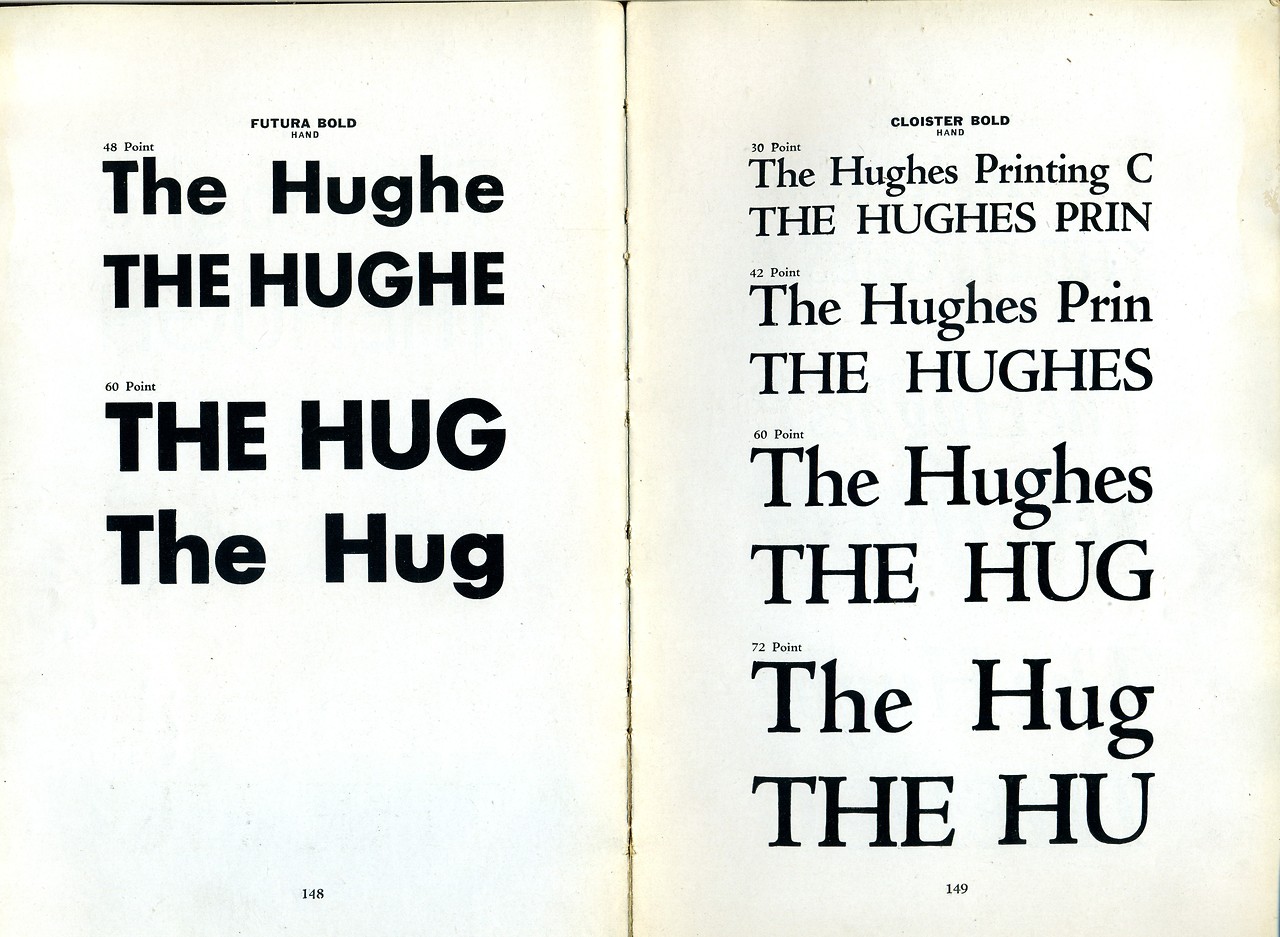 FUTURA BOLD
HAND
48 Point
The Hughe
THE HUGHE
60 Point
THE HUG
The Hug
148
CLOISTER BOLD
HAND
30 Point
The Hughes Printing C
THE HUGHES PRIN
42 Point
The Hughes Prin
THE HUGHES
60 Point
The Hughes
THE HUG
72 Point
The Hug
THE HU
149